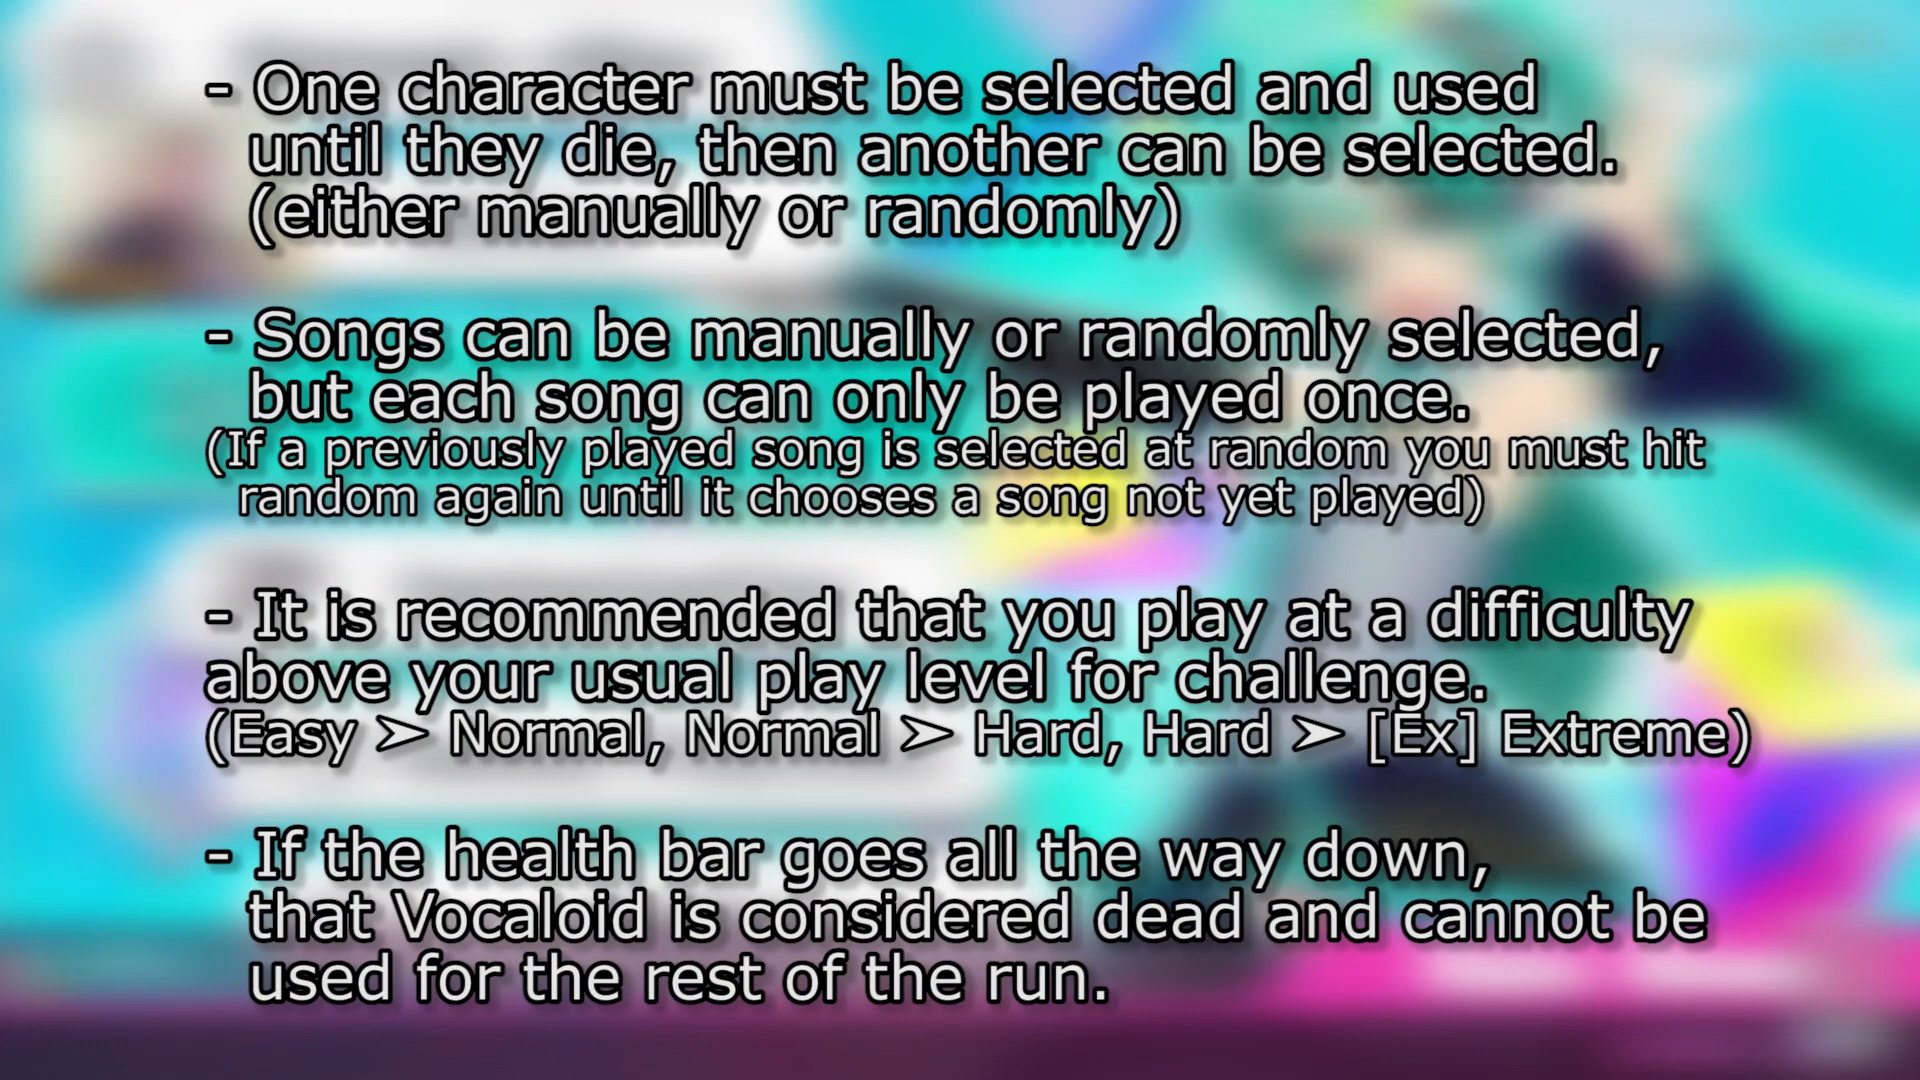 - One character must be selected and used
until they die, then another can be selected.
(either manually or randomly)
- Songs can be manually or randomly selected,
but each song can only be played once.
(If a previously played song is selected at random you must hit
random again until it chooses a song not yet played)
- It is recommended that you play at a difficulty
above your usual play level for challenge.
(Easy ➢ Normal, Normal ➢ Hard, Hard ➢ [Ex] Extreme)
- If the health bar goes all the way down,
that Vocaloid is considered dead and cannot be
used for the rest of the run.